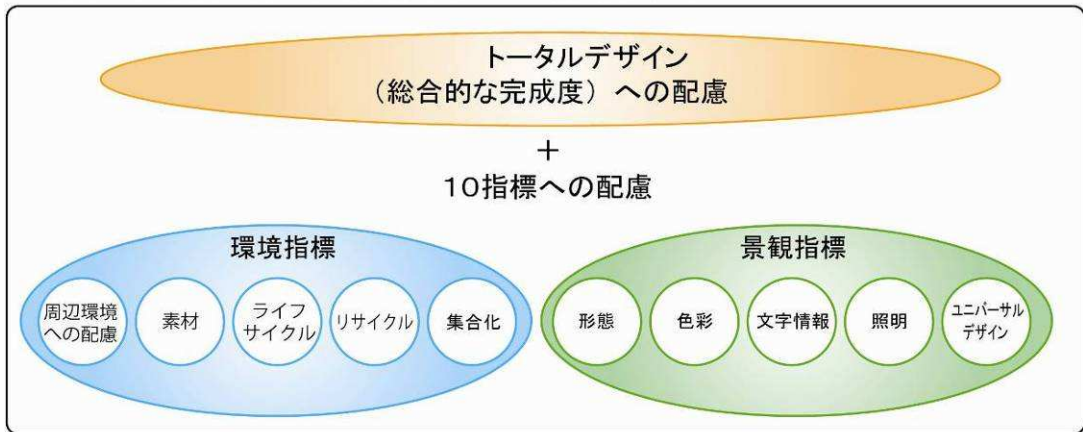 トータルデザイン
（総合的な完成度）への配慮
＋
１０指標への配慮
環境指標
周辺環境
への配慮
素材
ライフ
サイクル
リサイクル
集合化
景観指標
形態
色彩
文字情報
照明
ユニバーサル
デザイン